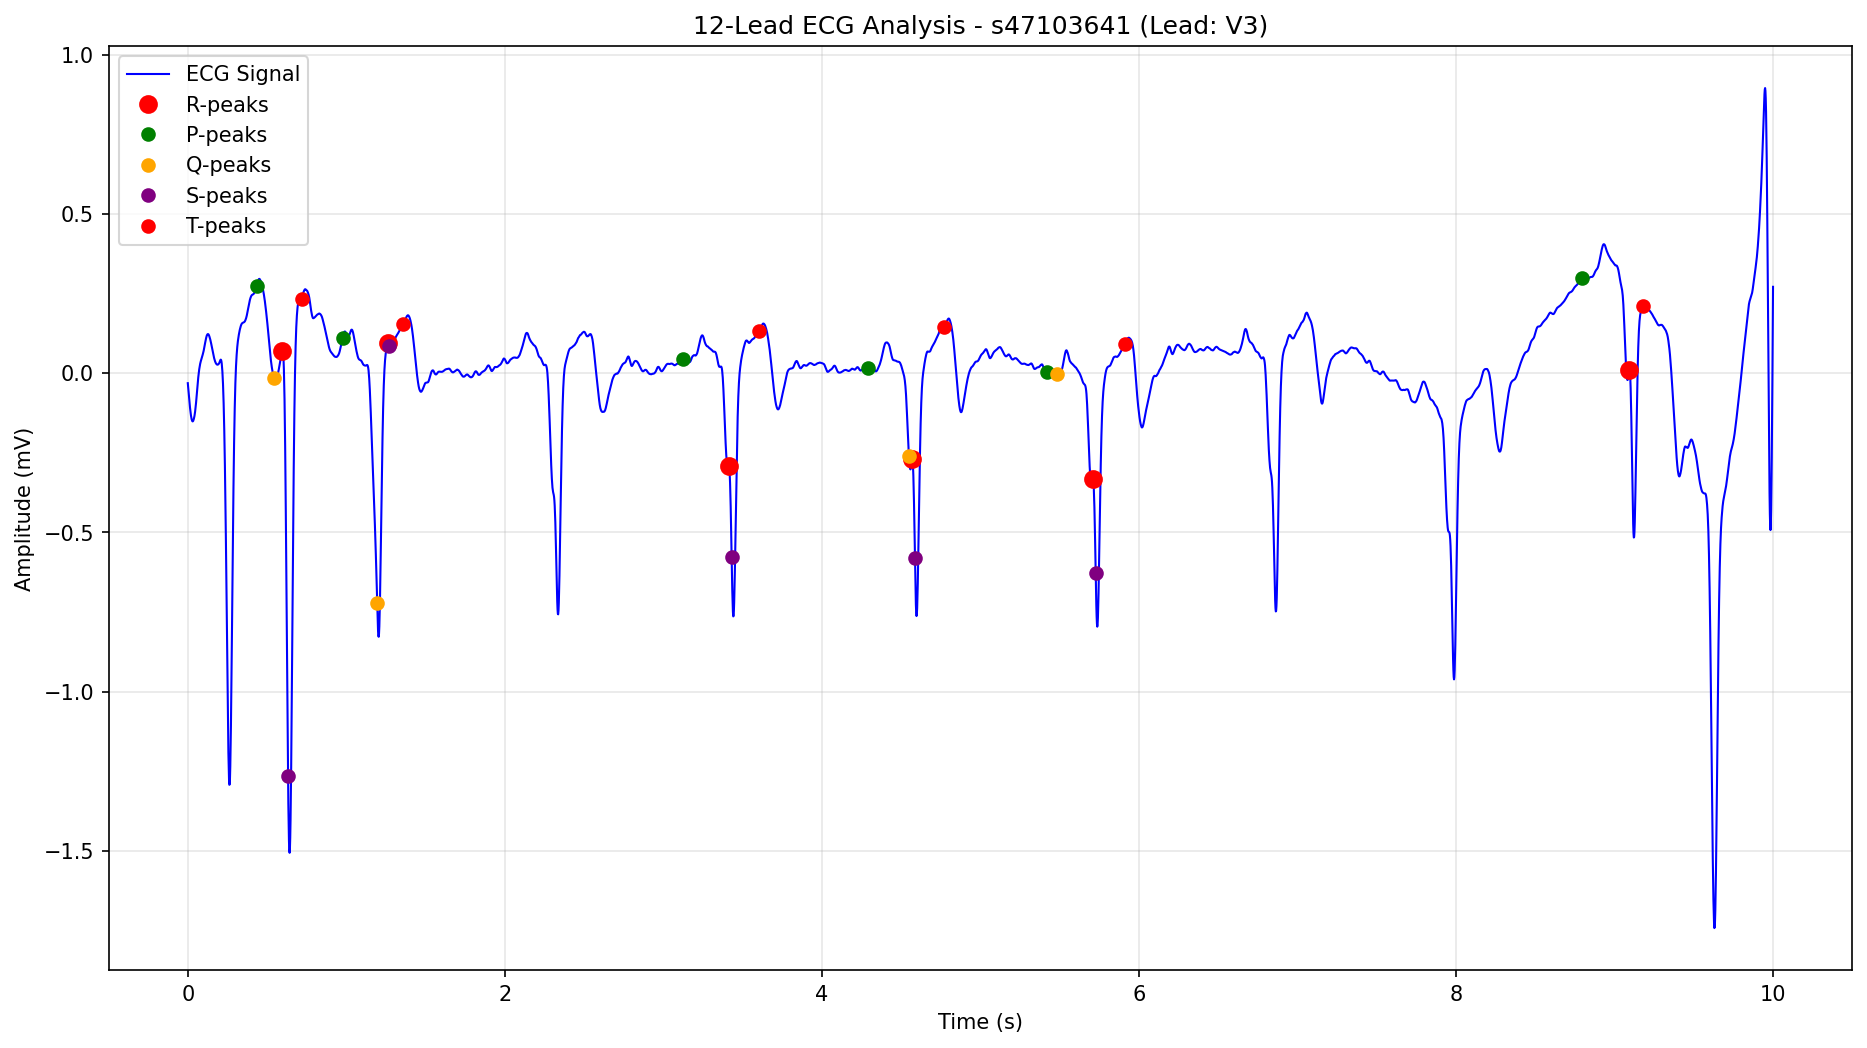 12-Lead ECG Analysis - s47103641 (Lead: V3)
1.0
0.5
0.0
−0.5
−1.0
−1.5
Amplitude (mV)
ECG Signal
R-peaks
P-peaks
Q-peaks
S-peaks
T-peaks
0 2 4 6 8 10
Time (s)